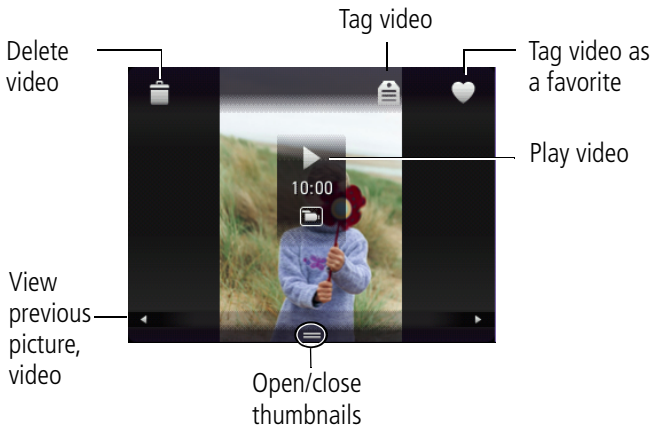 Tag video
Delete
video
Tag video as
a favorite
Play video
10:00
View
previous
picture,
video
Open/close
thumbnails